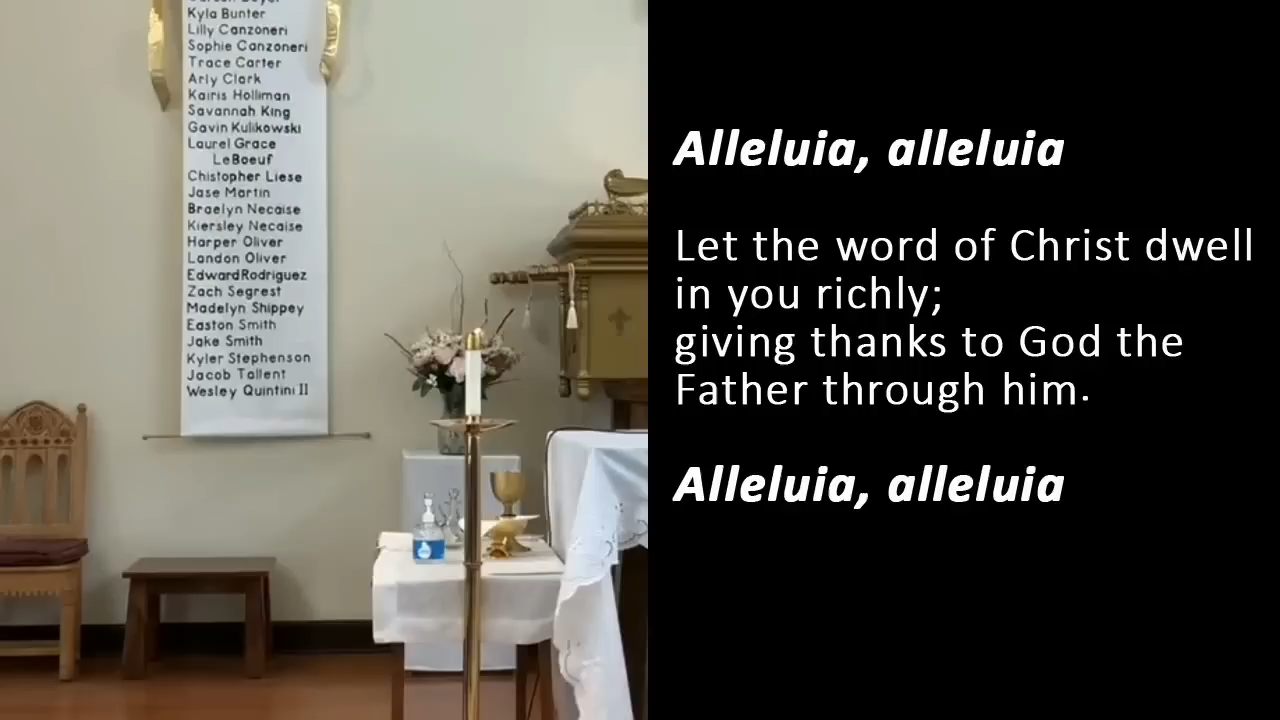 Kyla Bunter
Lilly Canzoneri
Sophie Canzoneri
Trace Carter
Arly Clark
Kairis Holliman
Savannah King
Gavin Kulikowski
Laurel Grace
LeBoeuf
Chistopher Liese
Jase Martin
Braelyn Necaise
Kiersley Necaise
Harper Oliver
Landon Oliver
Edward Rodriguez
Zach Segrest
Madelyn Shippey
Easton Smith
Jake Smith
Kyler Stephenson
Jacob Tallent
Wesley Quintini II
Alleluia, alleluia
Let the word of Christ dwell
in you richly;
giving thanks to God the
Father through him.
Alleluia, alleluia